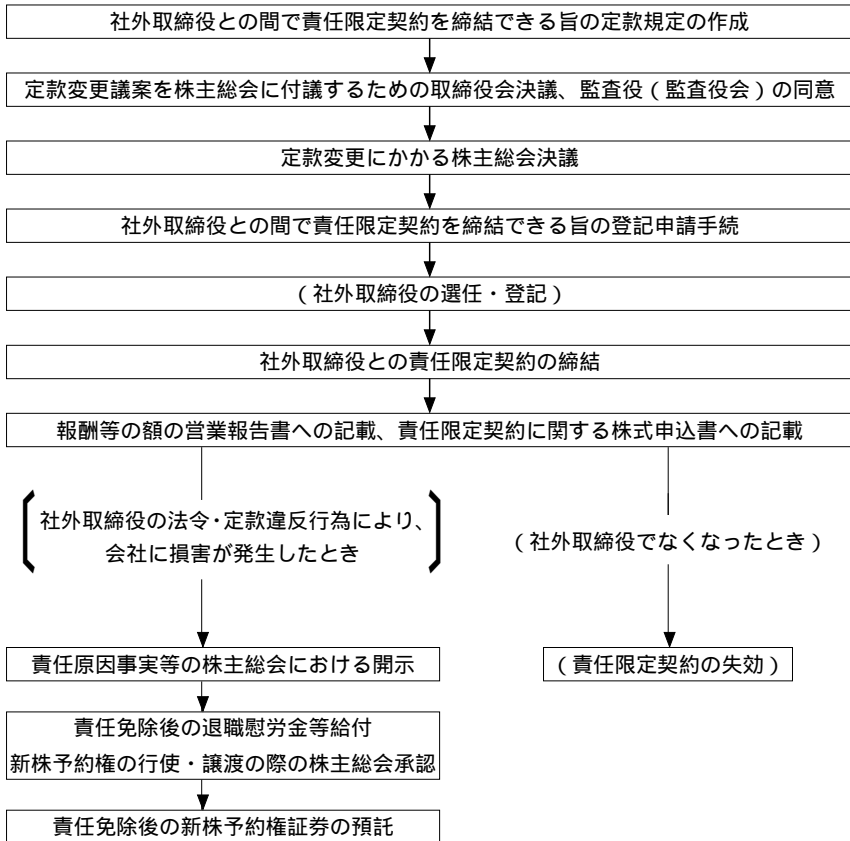 社外取締役との間で責任限定契約を締結できる旨の定款規定の作成
定款変更議案を株主総会に付議するための取締役会決議、監査役(監査役会)の同意
定款変更にかかる株主総会決議
社外取締役との間で責任限定契約を締結できる旨の登記申請手続
(社外取締役の選任・登記)
社外取締役との責任限定契約の締結
報酬等の額の営業報告書への記載、責任限定契約に関する株式申込書への記載
社外取締役の法令・定款違反行為により、
会社に損害が発生したとき
(社外取締役でなくなったとき)
責任原因事実等の株主総会における開示
(責任限定契約の失効)
責任免除後の退職慰労金等給付
新株予約権の行使・譲渡の際の株主総会承認
責任免除後の新株予約権証券の預託